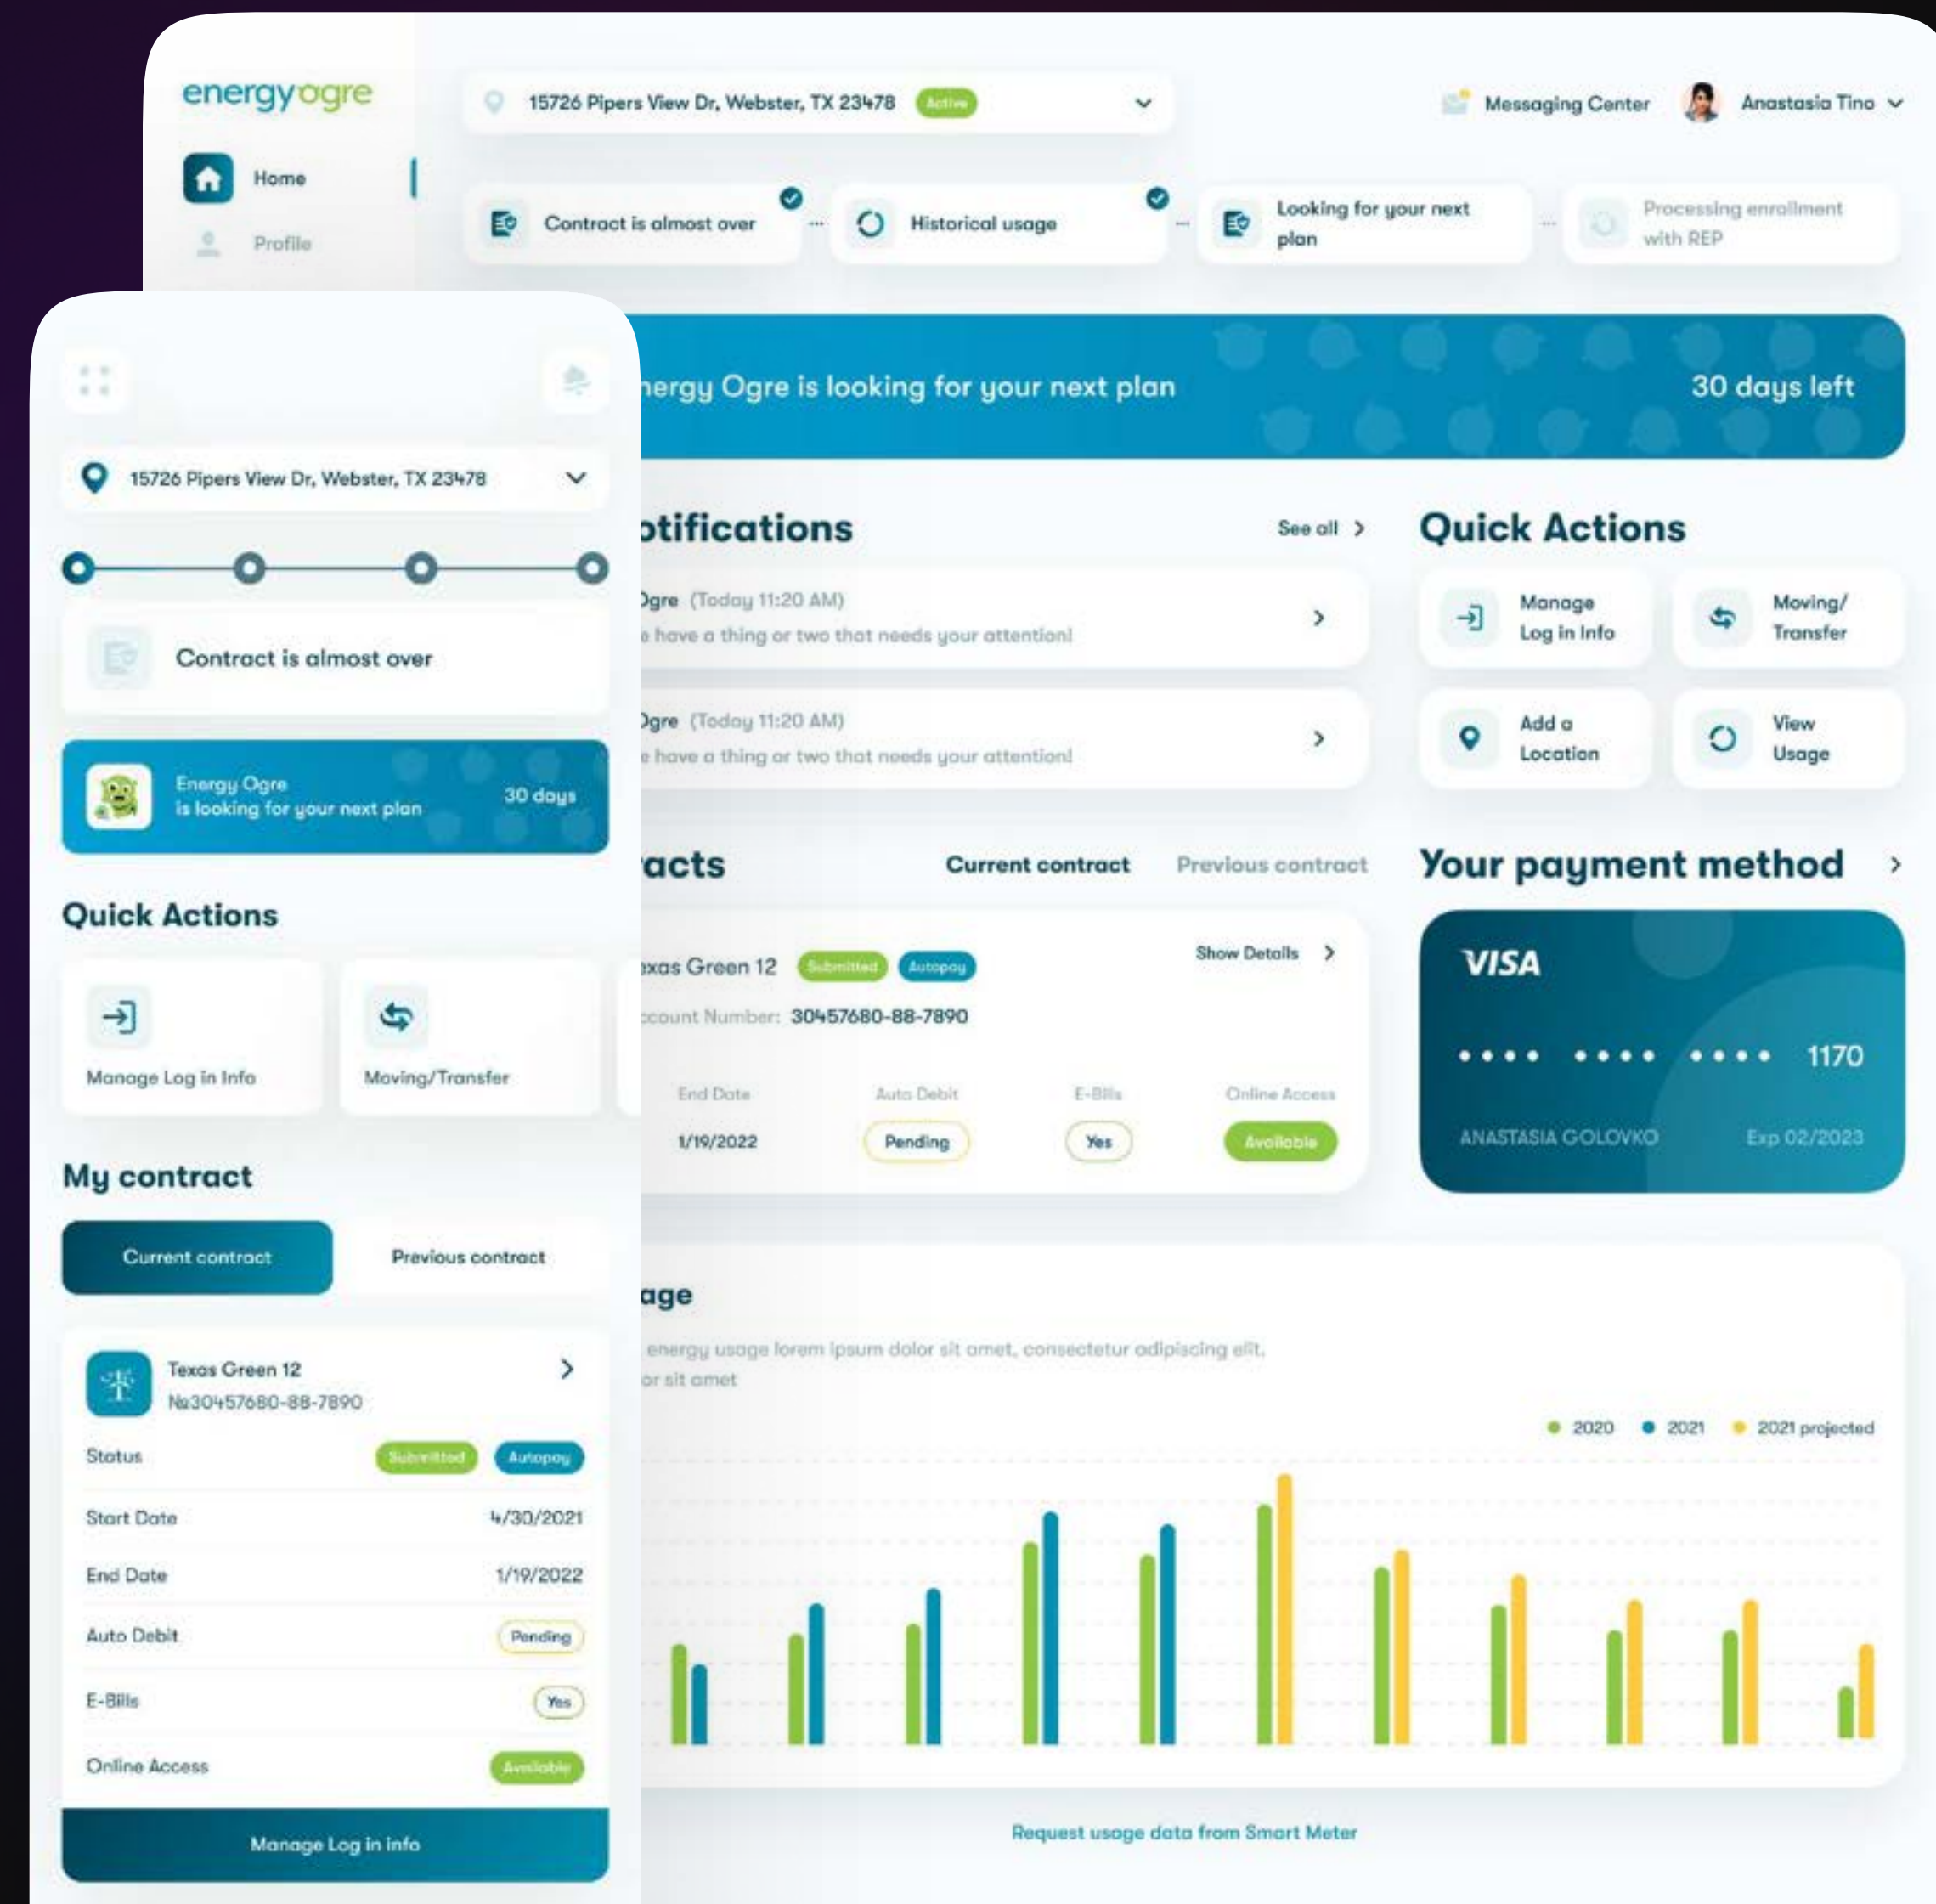 energyogre
Home
Profile
15726 Pipers View Dr, Webster, TX 23478 Active
Messaging Center
Anastasia Tino
Contract is almost over
Historical usage
Looking for your next
plan
Processing enrollment
with REP
nergy Ogre is looking for your next plan
30 days left
otifications
See all
Ogre (Today 11:20 AM)
e have a thing or two that needs your attention!
Ogre (Today 11:20 AM)
e have a thing or two that needs your attention!
Quick Actions
Manage
Log in Info
Moving/
Transfer
Add a
Location
View
Usage
acts
Current contract
Previous contract
exas Green 12 Submitted Autopay
Show Details
ccount Number: 30457680-88-7890
End Date
Auto Debit
E-Bills
Online Access
1/19/2022
Pending
Yes
Available
Your payment method
VISA
•••• •••• •••• 1170
ANASTASIA GOLOVKO
Exp 02/2023
age
energy usage lorem ipsum dolor sit amet, consectetur adipiscing elit,
or sit amet
2020
2021
2021 projected
Request usage data from Smart Meter
15726 Pipers View Dr, Webster, TX 23478
Contract is almost over
Energy Ogre
is looking for your next plan
30 days
Quick Actions
Manage Log in Info
Moving/Transfer
My contract
Current contract
Previous contract
Texas Green 12
№30457680-88-7890
Status
Submitted
Autopay
Start Date
4/30/2021
End Date
1/19/2022
Auto Debit
Pending
E-Bills
Yes
Online Access
Available
Manage Log in info